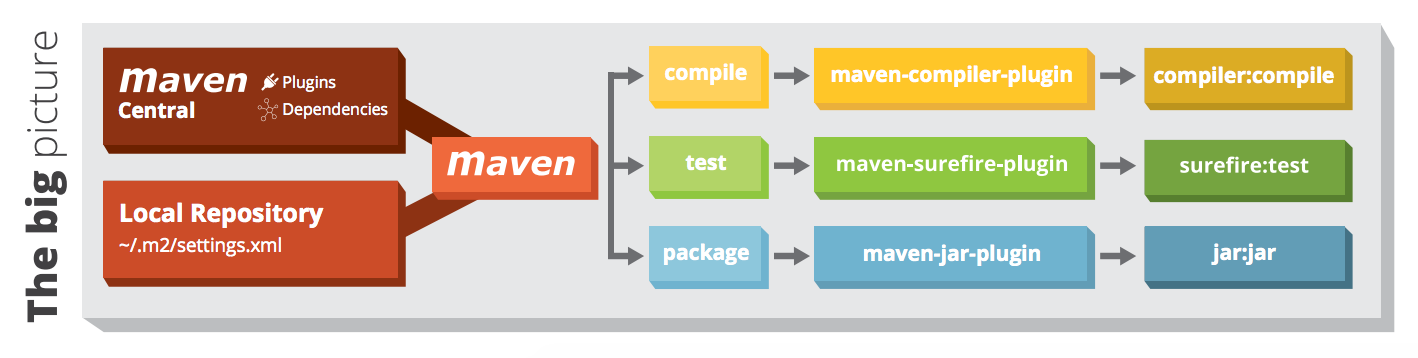 The big picture
maven
Central
Plugins
Dependencies
Local Repository
~/.m2/settings.xml
maven
compile
maven-compiler-plugin
compiler:compile
test
maven-surefire-plugin
surefire:test
package
maven-jar-plugin
jar:jar